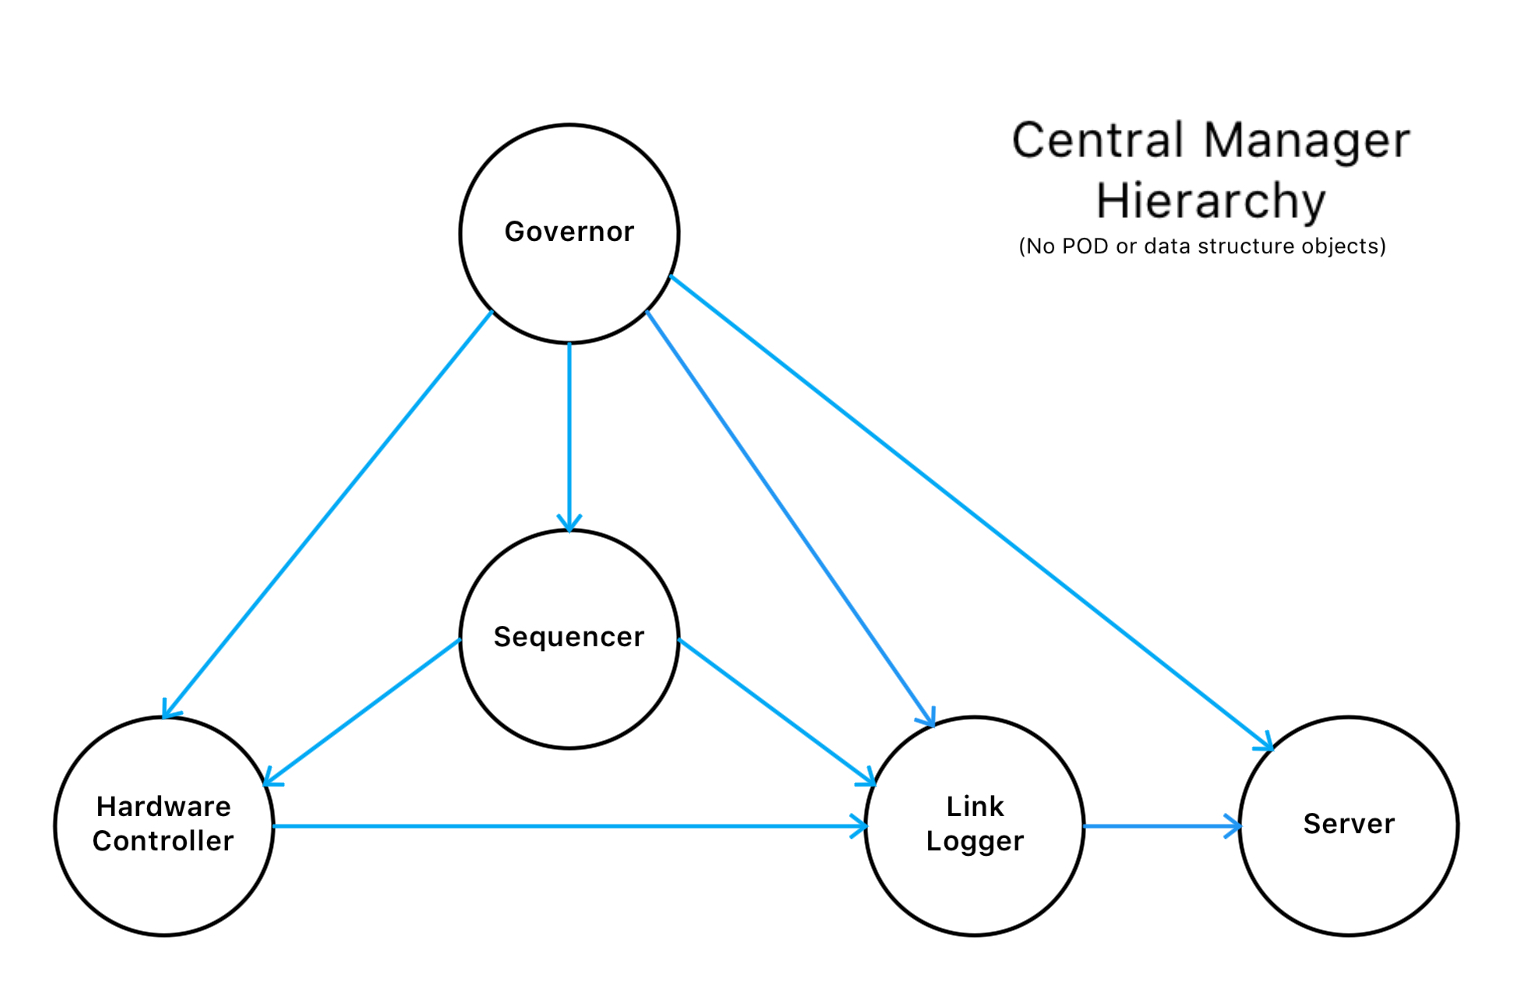 Central Manager
Hierarchy
(No POD or data structure objects)
Governor
Sequencer
Hardware
Controller
Link
Logger
Server